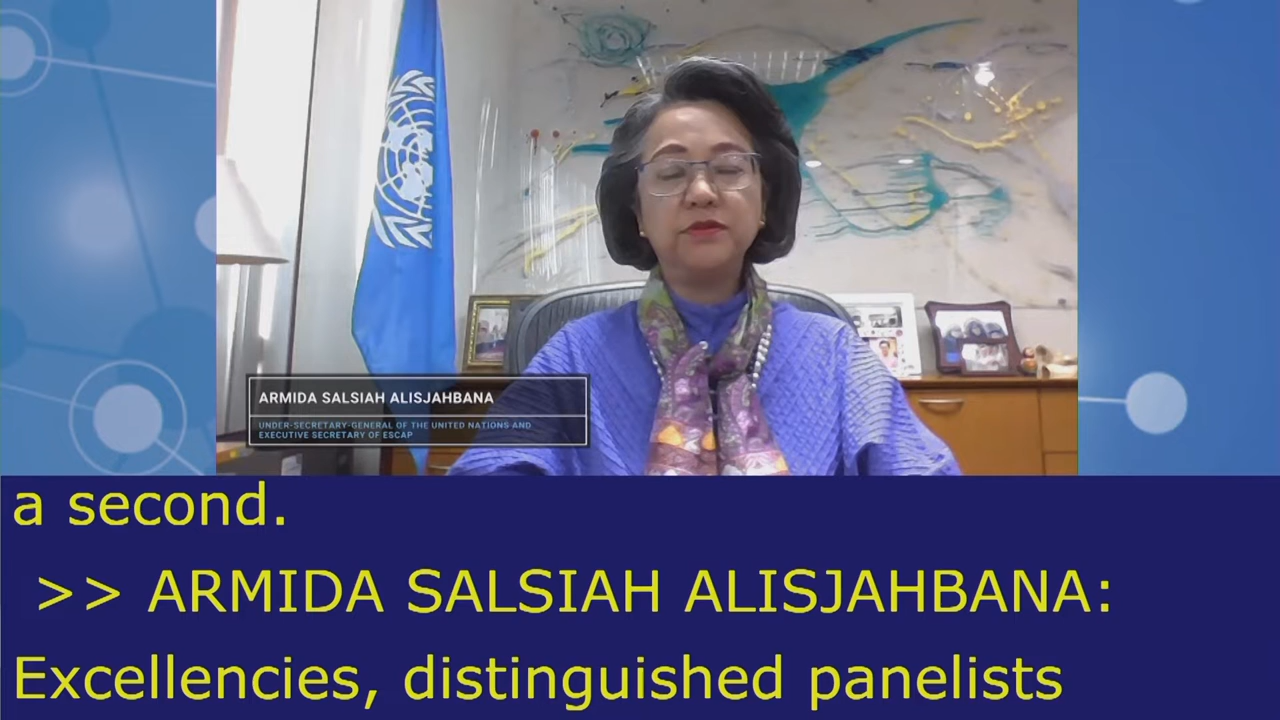 ARMIDA SALSIAH ALISJAHBANA
UNDER-SECRETARY-GENERAL OF THE UNITED NATIONS AND
EXECUTIVE SECRETARY OF ESCAP
a second.
>> ARMIDA SALSIAH ALISJAHBANA:
Excellencies, distinguished panelists